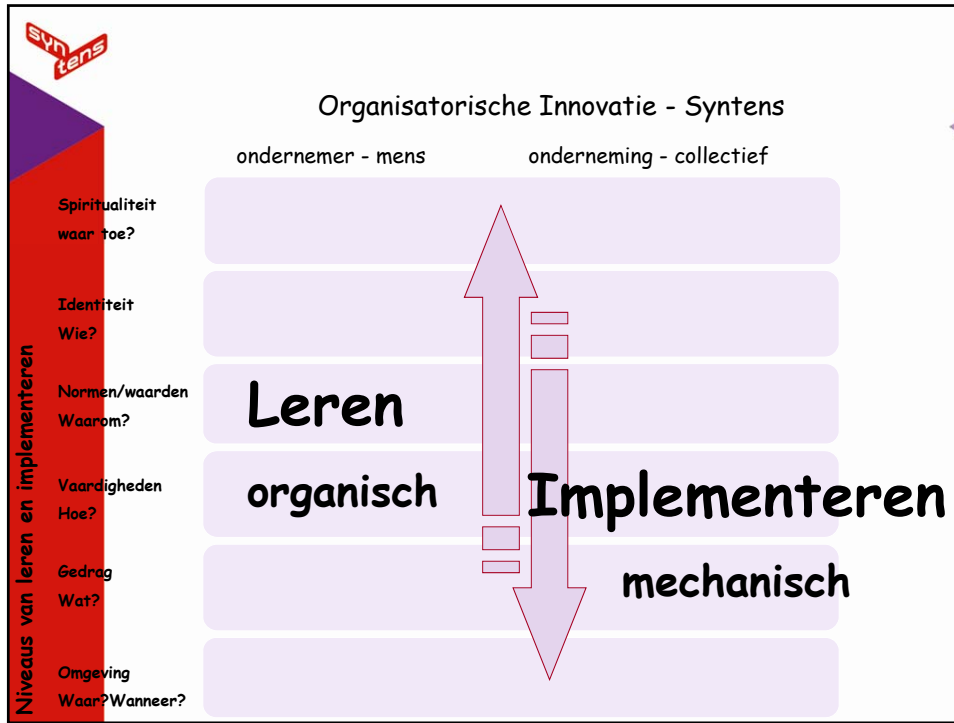 syn
tens
Organisatorische Innovatie - Syntens
ondernemer - mens
onderneming - collectief
Spiritualiteit
waar toe?
Identiteit
Wie?
Normen/waarden
Waarom?
Leren
Vaardigheden
Hoe?
organisch
Implementeren
Gedrag
Wat?
mechanisch
Omgeving
Waar?Wanneer?
Niveaus van leren en implementeren